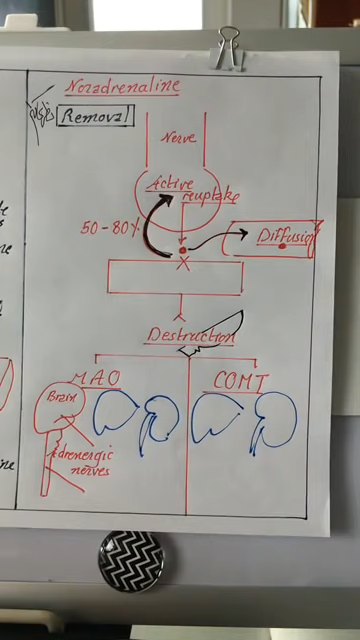 Noradrenaline
Removal
Nerve
Active
reuptake
50-80%
Diffusion
Destruction
MAO
COMT
Brain
Adrenergic
nerves